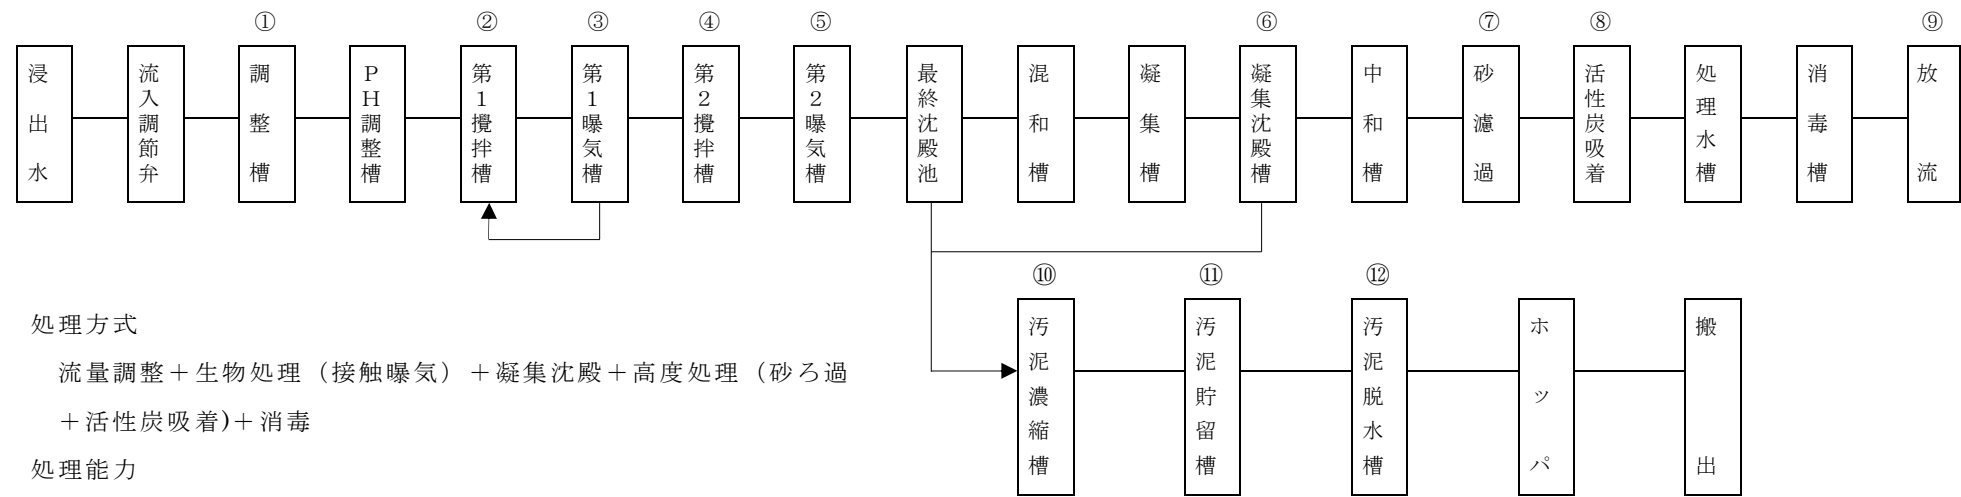 ① ② ③ ④ ⑤ ⑥ ⑦ ⑧ ⑨
浸出水
流入調節弁
調整槽
PH調整槽
第1攪拌槽
第1曝気槽
第2攪拌槽
第2曝気槽
最終沈殿池
混和槽
凝集槽
凝集沈殿槽
中和槽
砂濾過
活性炭吸着
処理水槽
消毒槽
放流
⑩ ⑪ ⑫
汚泥濃縮槽
汚泥貯留槽
汚泥脱水槽
ホッパ
搬出
処理方式
流量調整＋生物処理（接触曝気）＋凝集沈殿＋高度処理（砂ろ過
＋活性炭吸着)＋消毒
処理能力